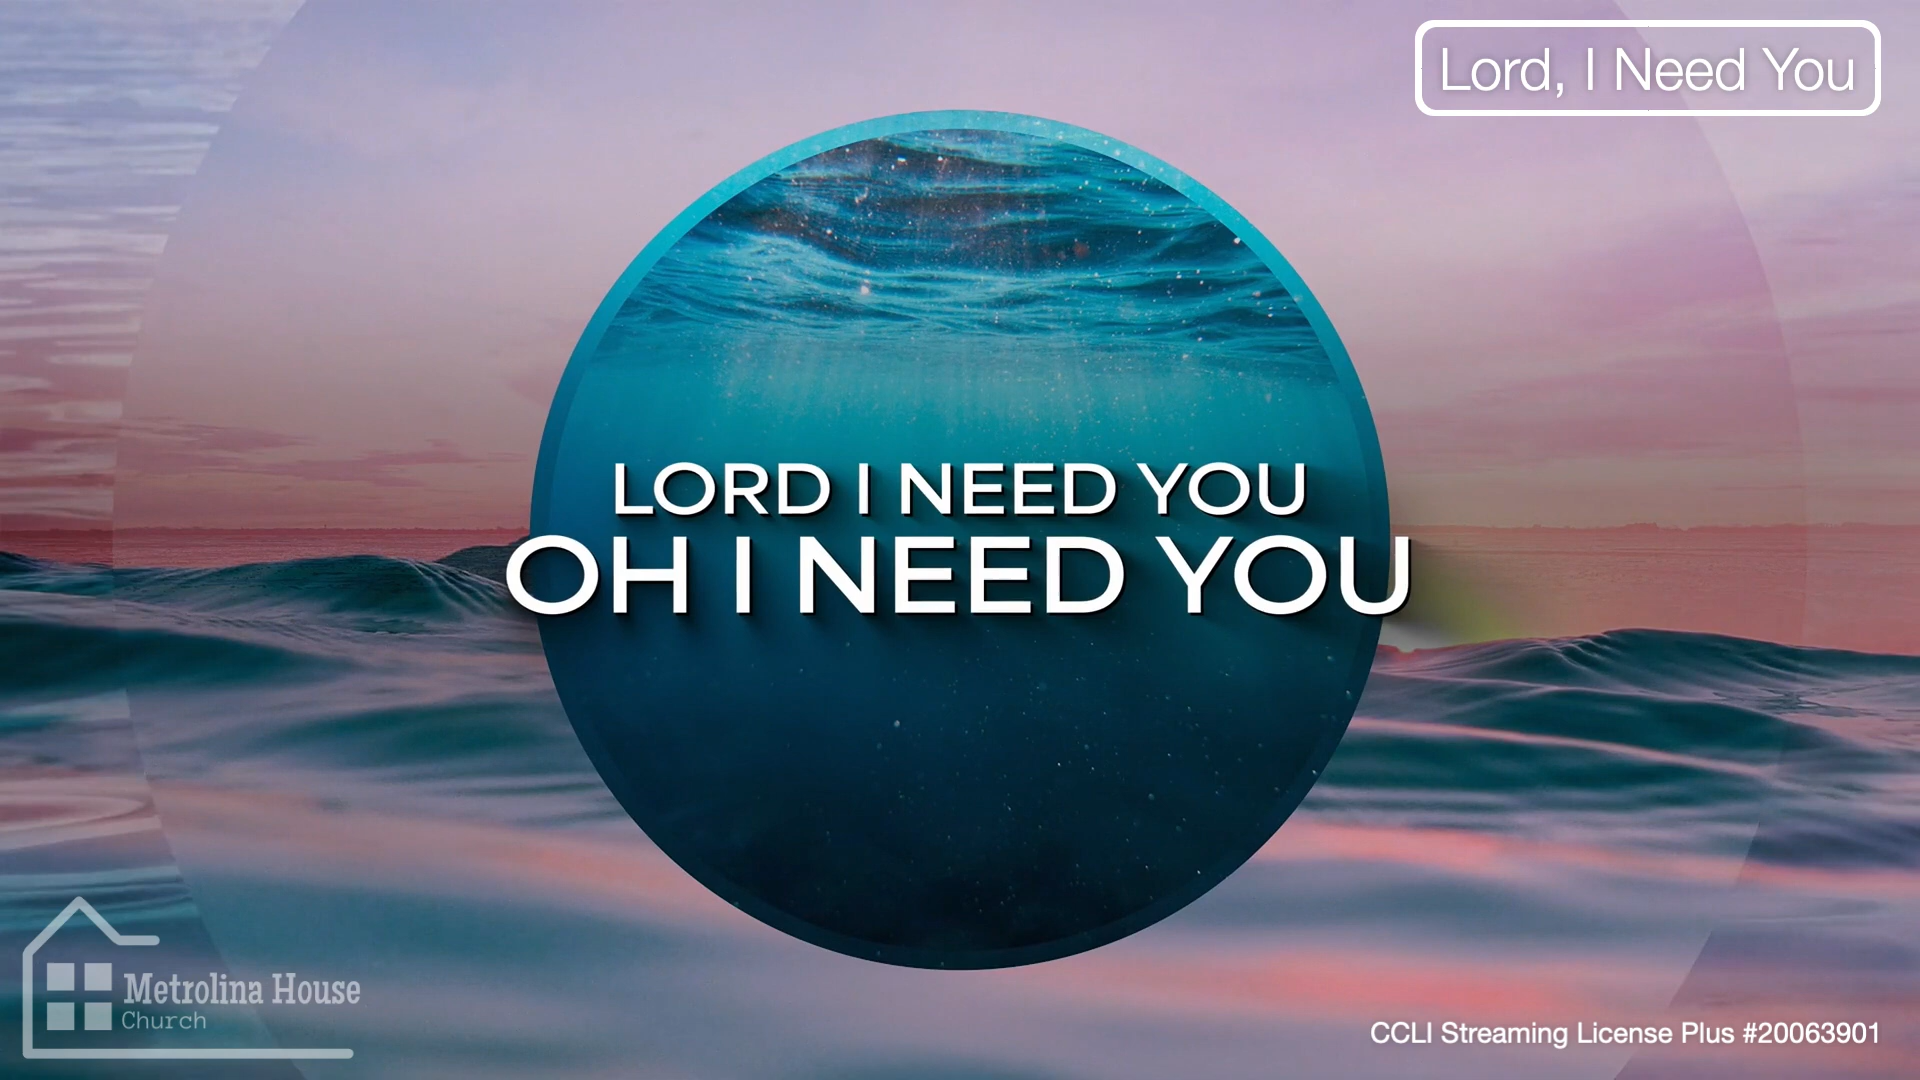 Lord, I Need You
LORD I NEED YOU
OH I NEED YOU
Metrolina House
Church
CCLI Streaming License Plus #20063901